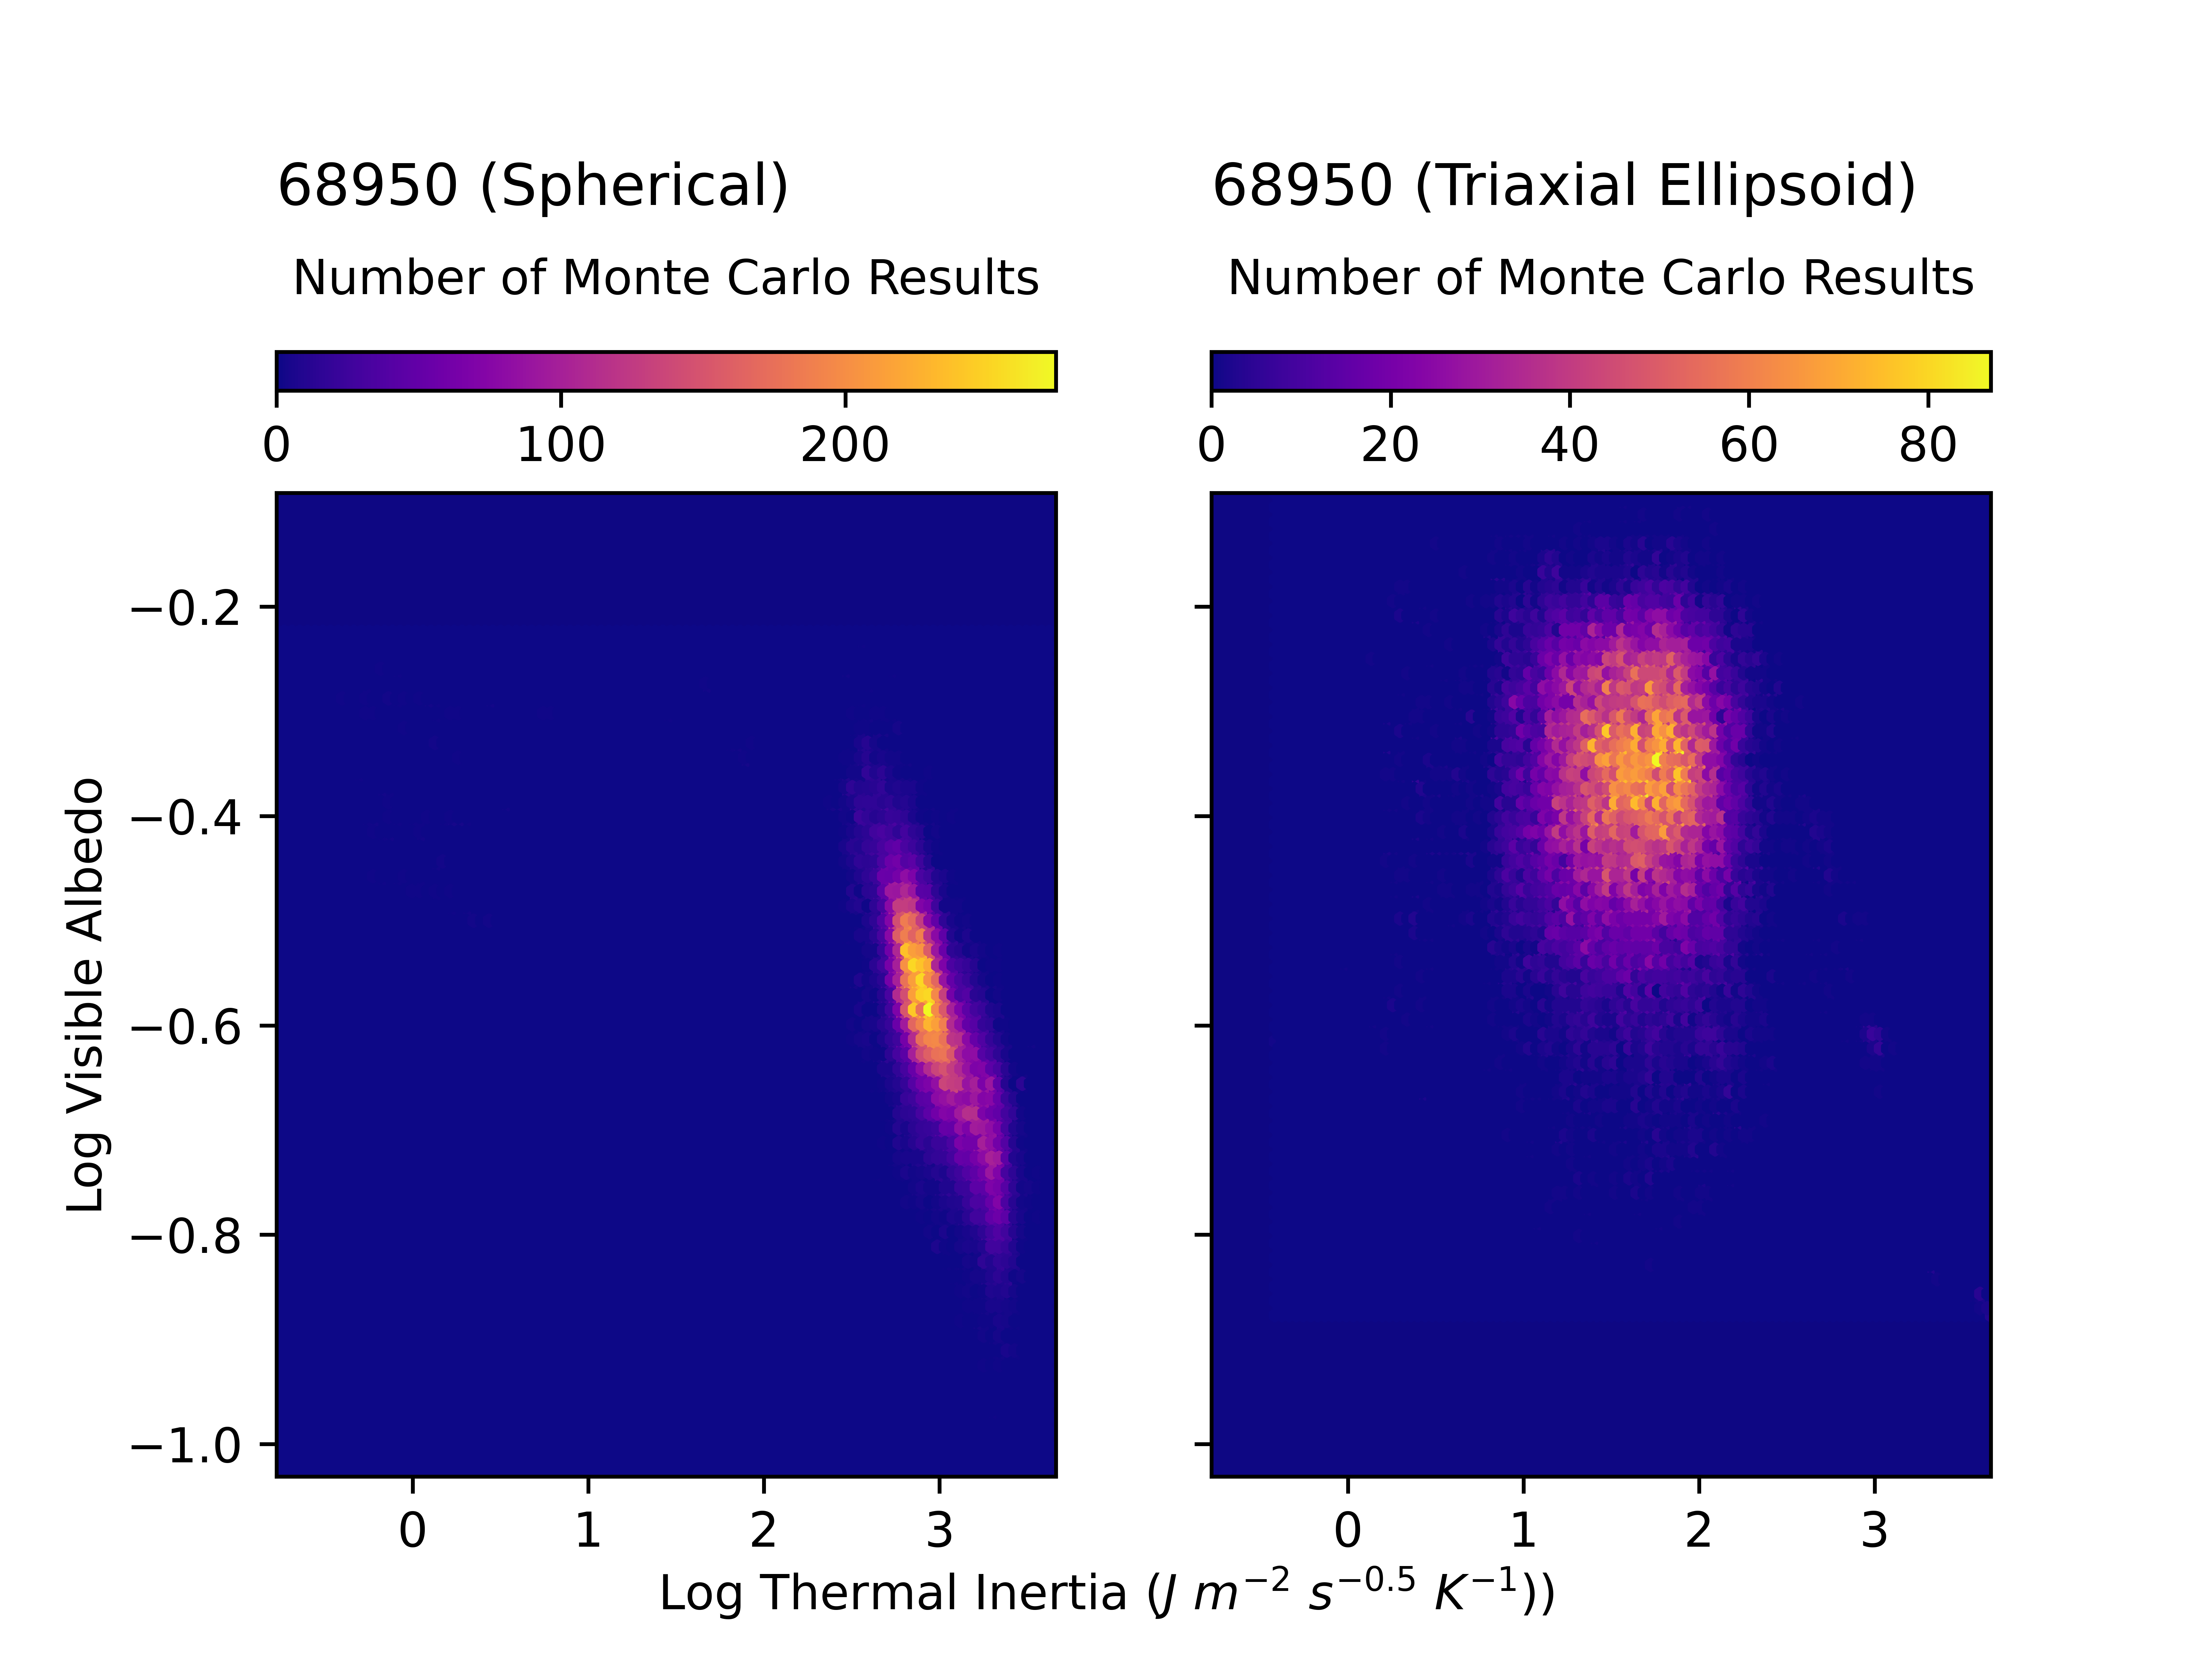 68950 (Spherical)
Number of Monte Carlo Results
0 100 200
68950 (Triaxial Ellipsoid)
Number of Monte Carlo Results
0 20 40 60 80
Log Visible Albedo
−0.2
−0.4
−0.6
−0.8
−1.0
0 1 2 3
0 1 2 3
Log Thermal Inertia (J m⁻² s⁻⁰·⁵ K⁻¹))